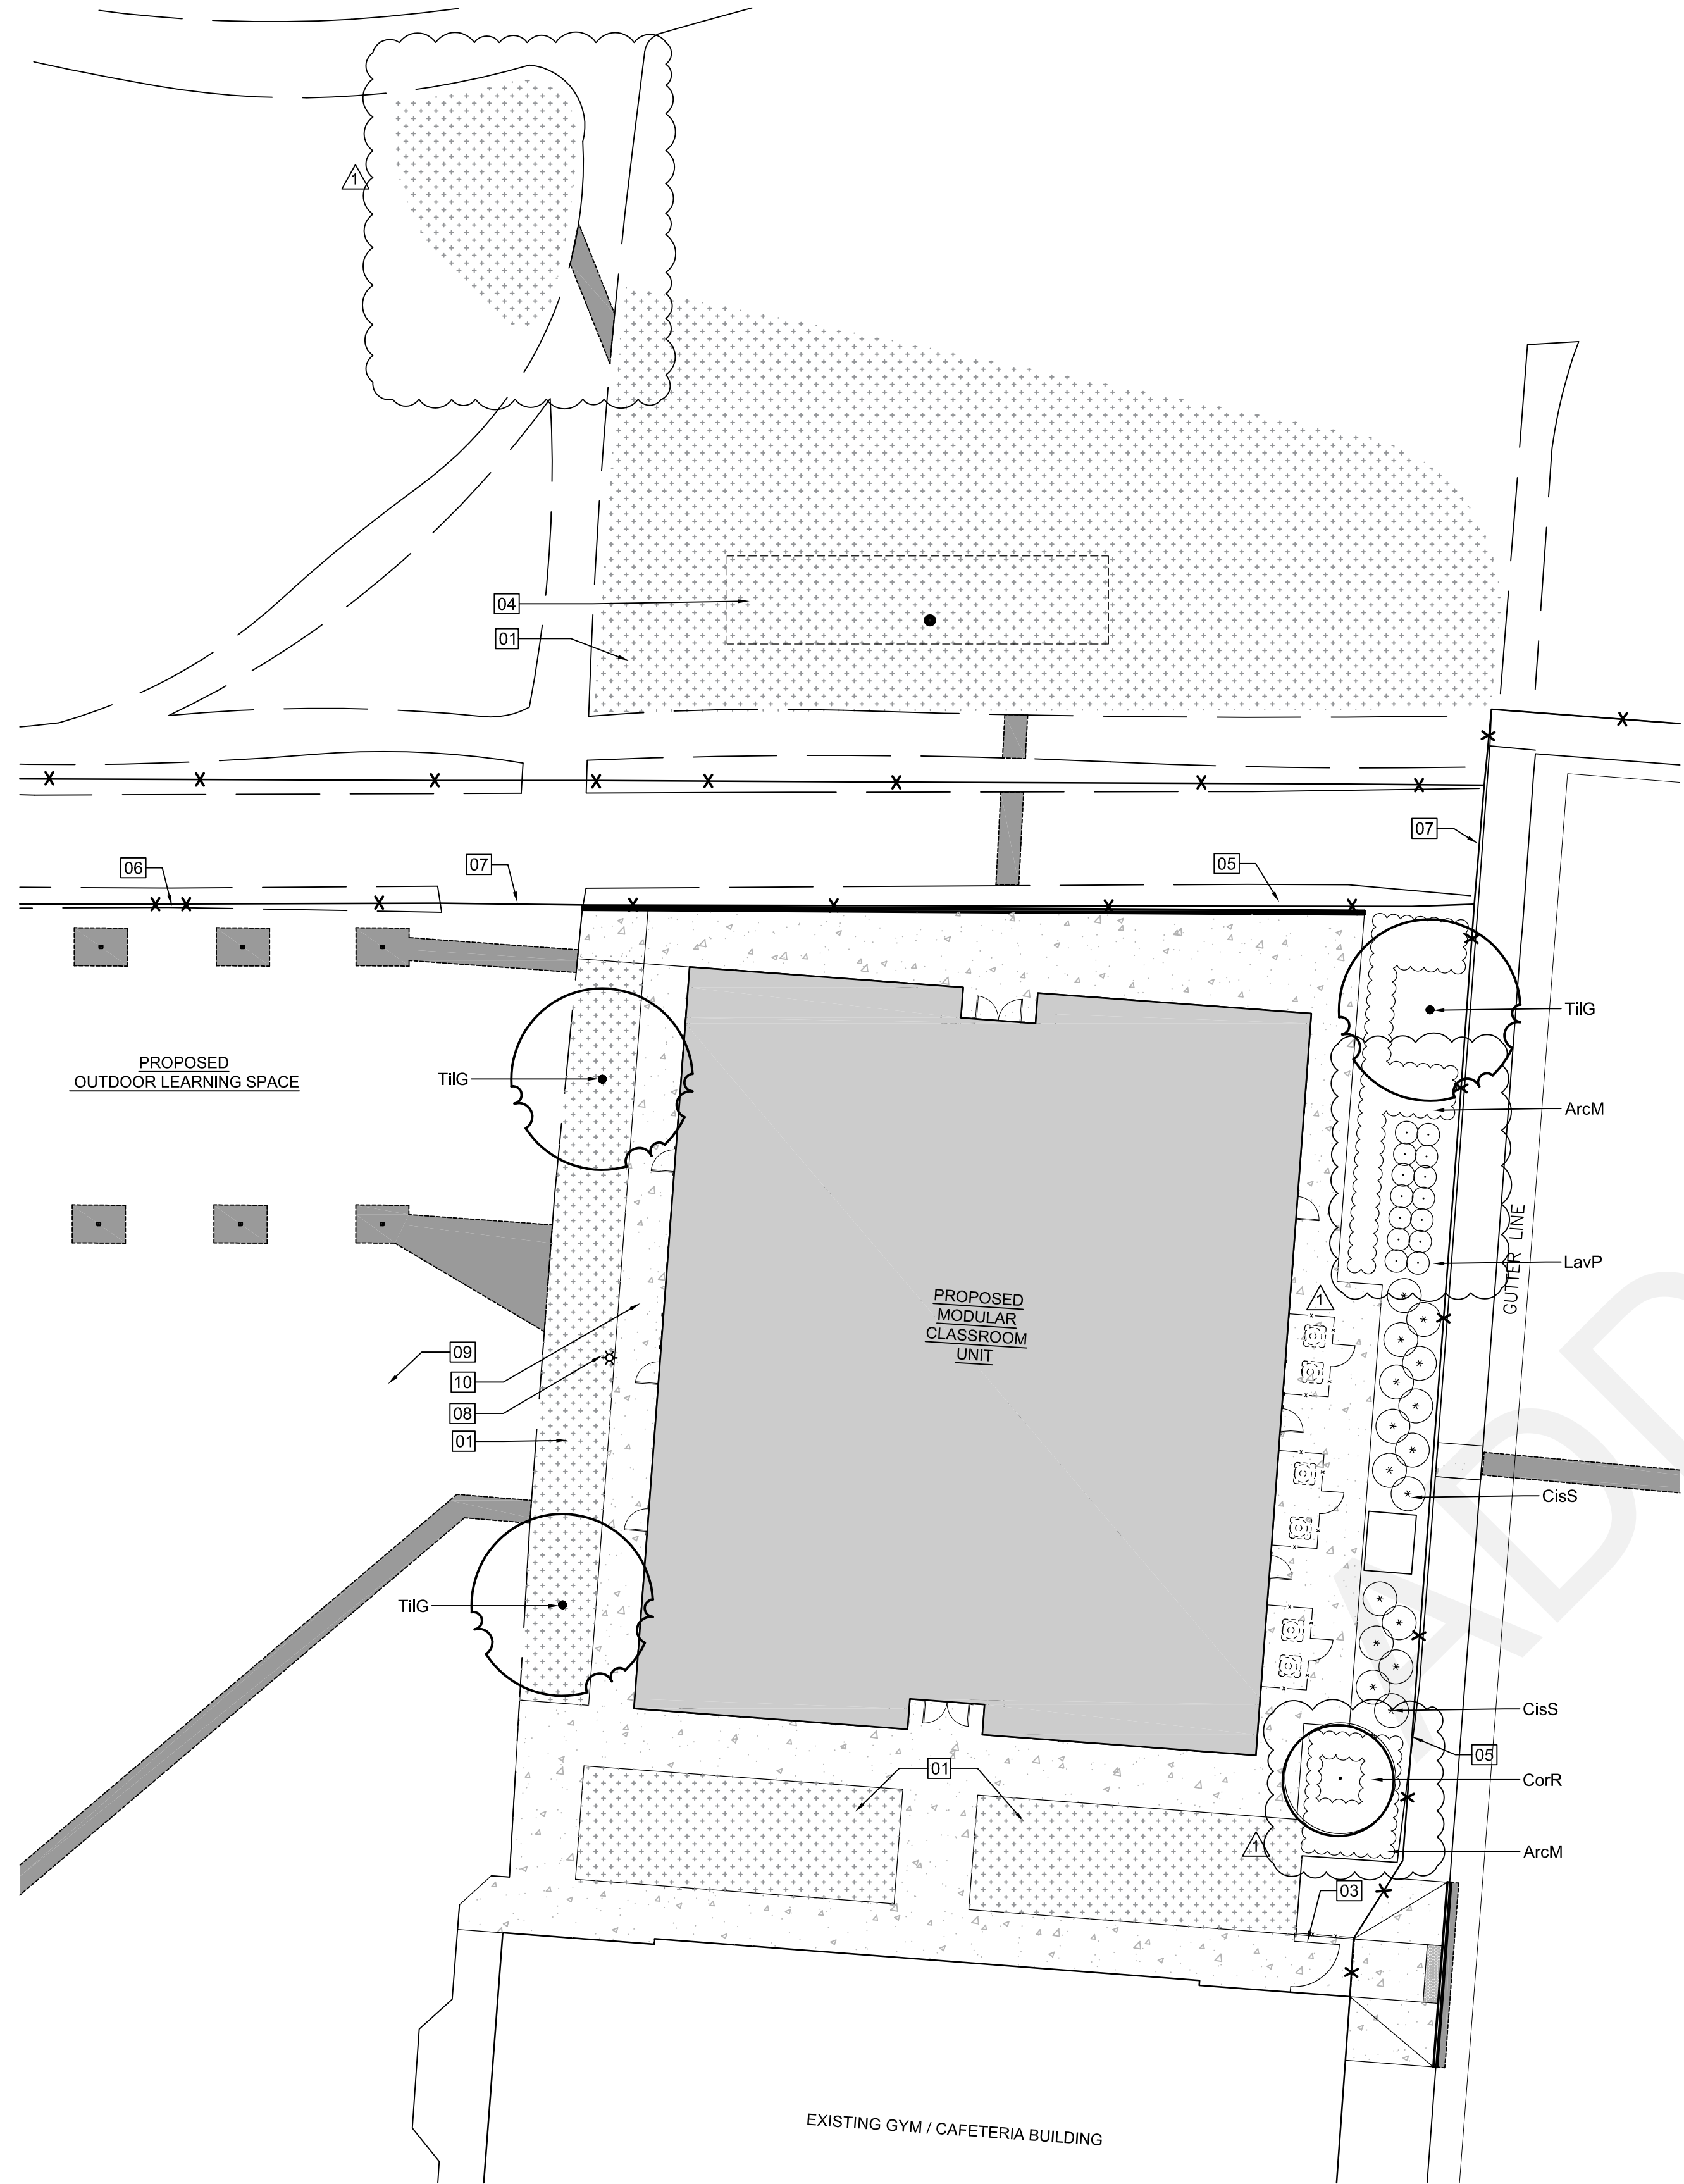 1
04
01
07
06
07
05
TilG
PROPOSED
OUTDOOR LEARNING SPACE
TilG
ArcM
GUTTER LINE
LavP
PROPOSED
MODULAR
CLASSROOM
UNIT
1
09
10
08
01
CisS
TilG
CisS
05
01
CorR
1
ArcM
03
EXISTING GYM / CAFETERIA BUILDING